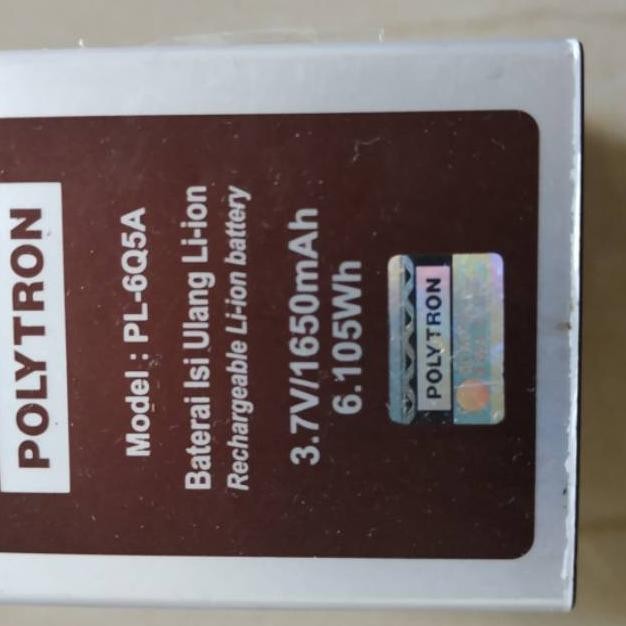 POLYTRON
Model : PL-6Q5A
Baterai Isi Ulang Li-ion
Rechargeable Li-ion battery
3.7V/1650mAh
6.105Wh
POLYTRON